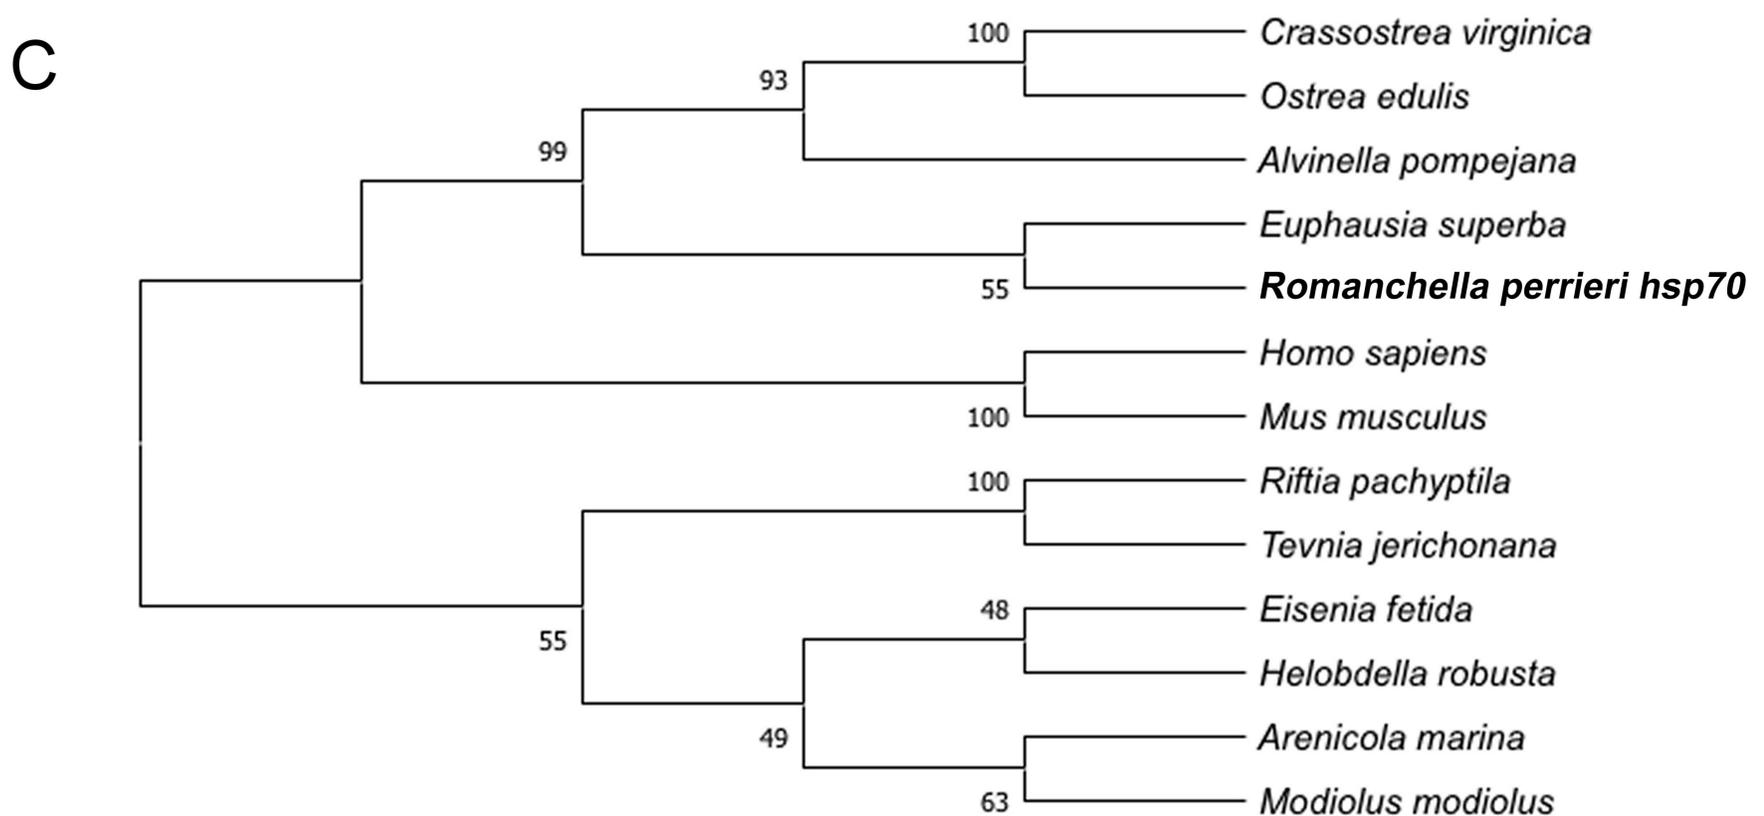 C
100
Crassostrea virginica
93
Ostrea edulis
99
Alvinella pompejana
Euphausia superba
55
Romanchella perrieri hsp70
Homo sapiens
100
Mus musculus
100
Riftia pachyptila
Tevnia jerichonana
48
Eisenia fetida
55
Helobdella robusta
49
Arenicola marina
63
Modiolus modiolus